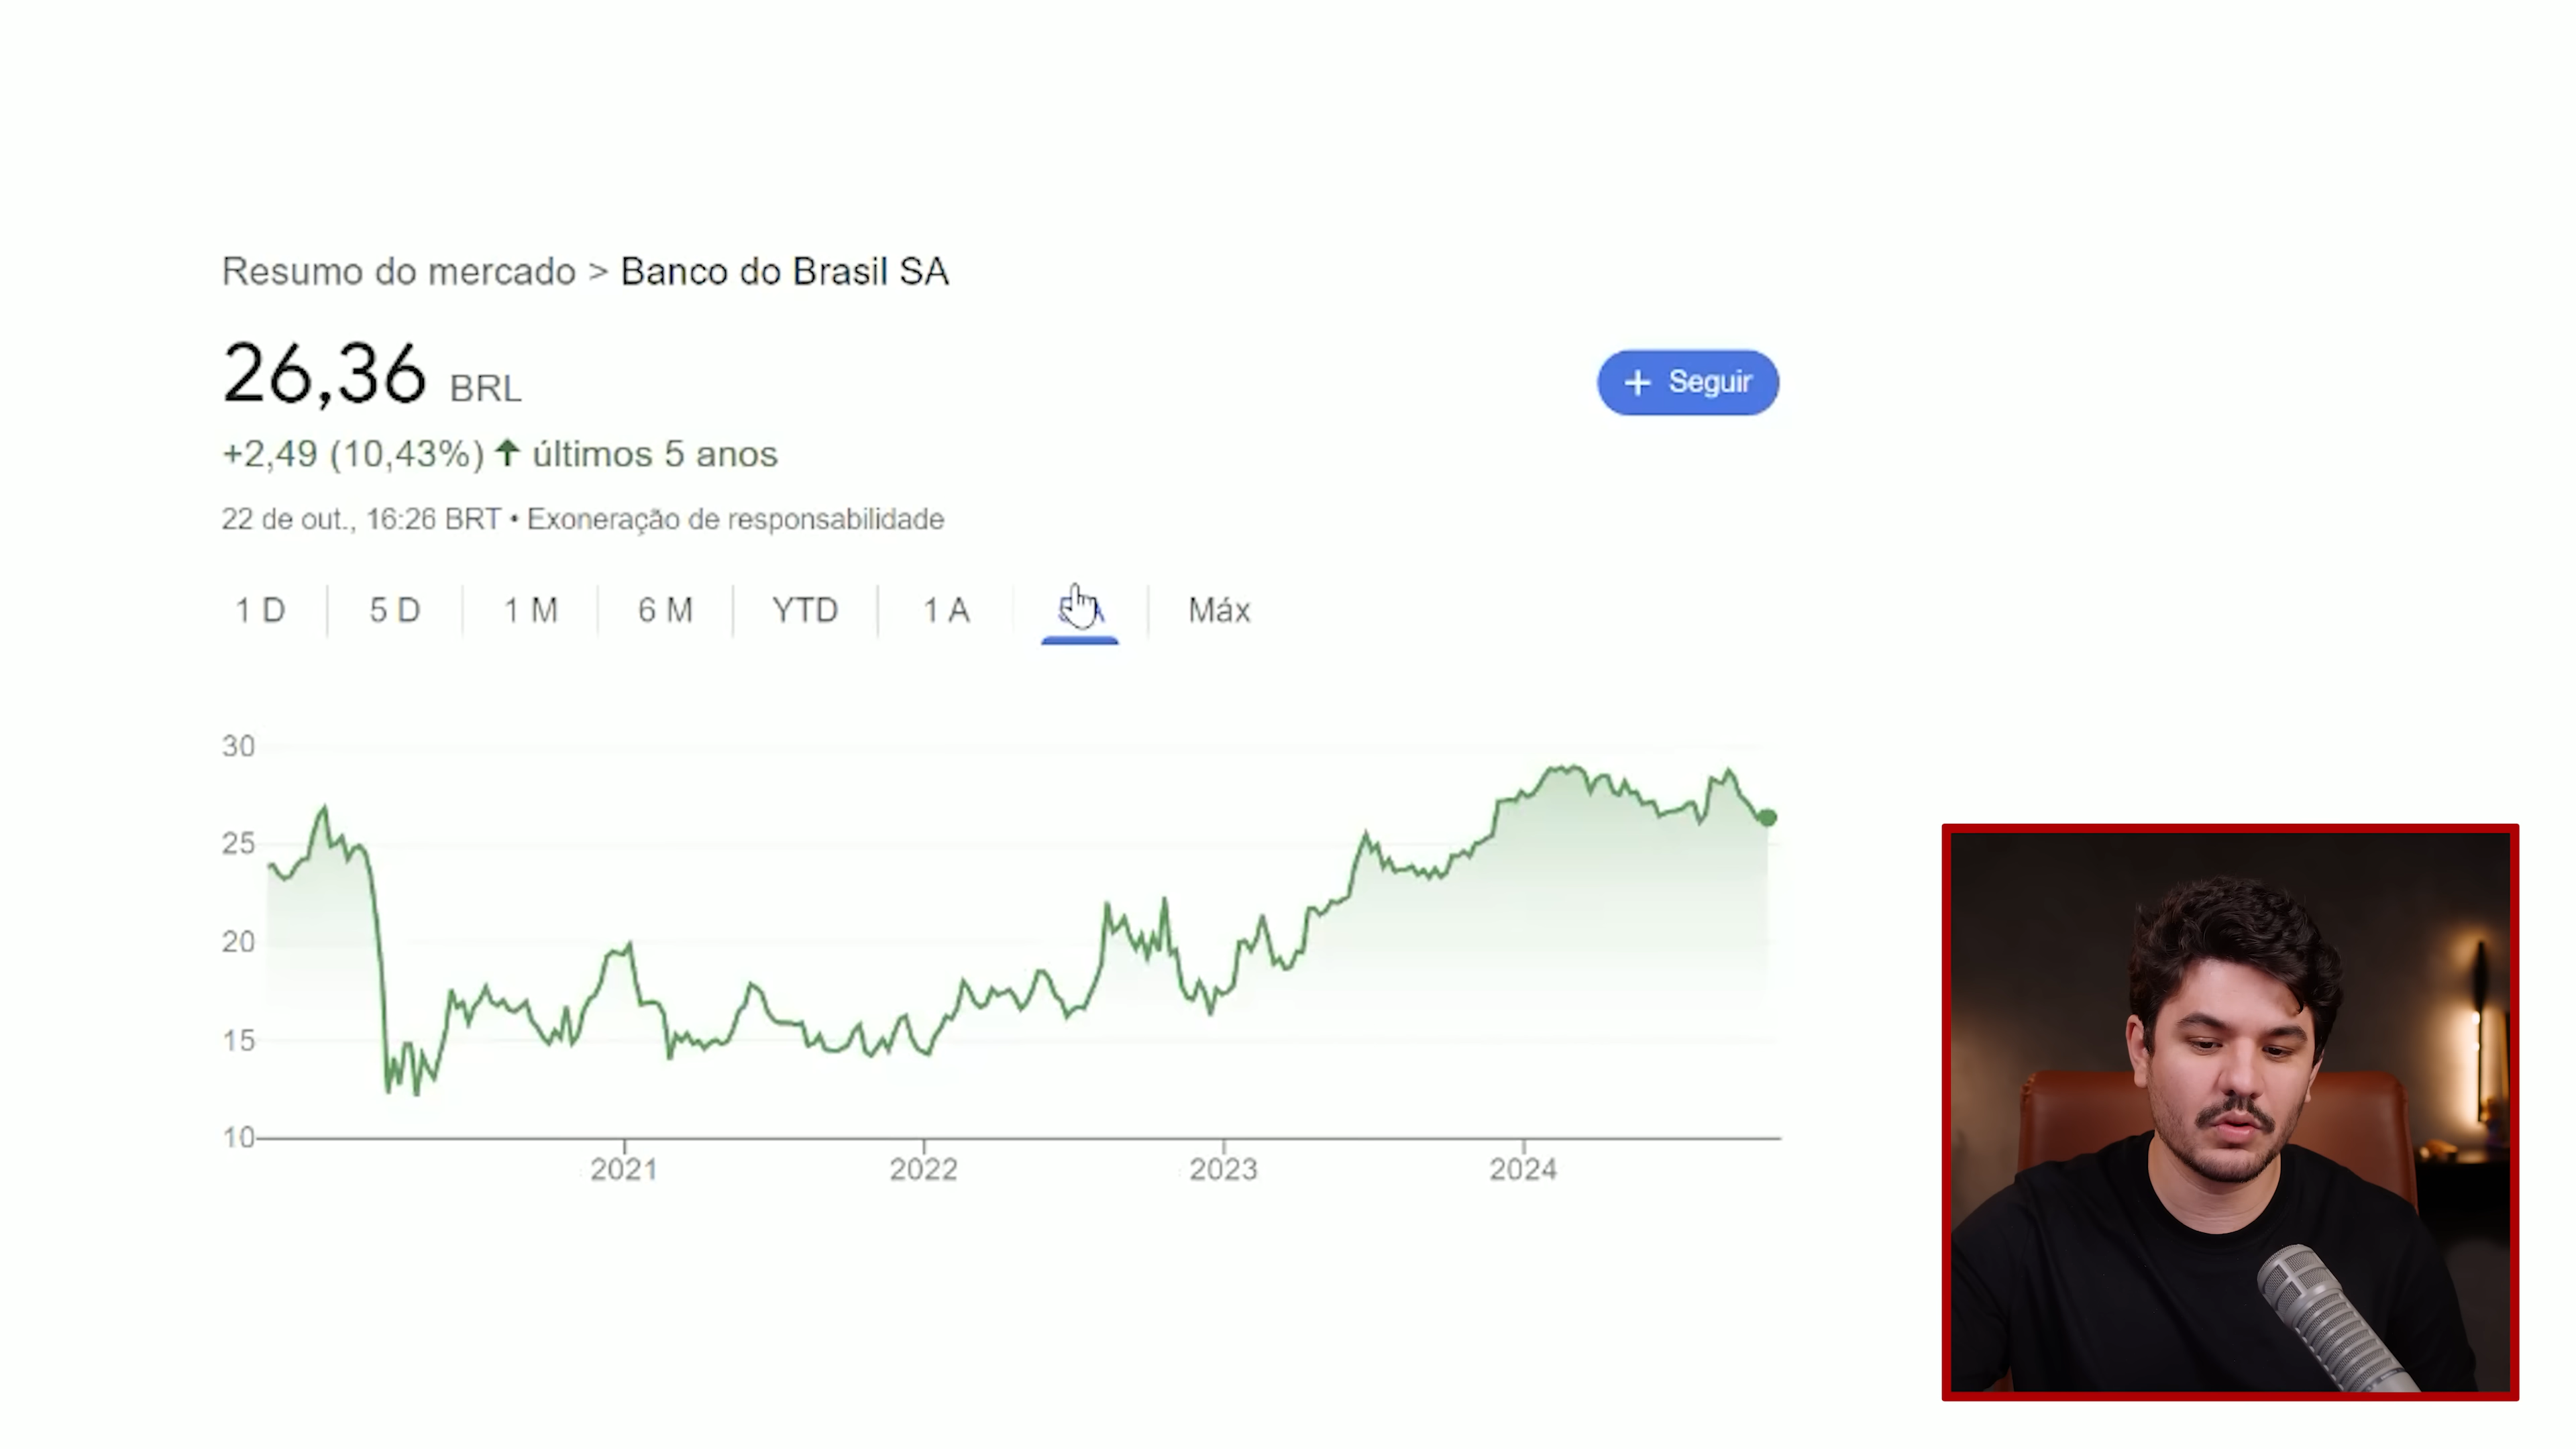 Resumo do mercado > Banco do Brasil SA
26,36 BRL
+ Seguir
+2,49 (10,43%) ↑ últimos 5 anos
22 de out., 16:26 BRT • Exoneração de responsabilidade
1 D 5 D 1 M 6 M YTD 1 A Máx
30
25
20
15
10
2021 2022 2023 2024